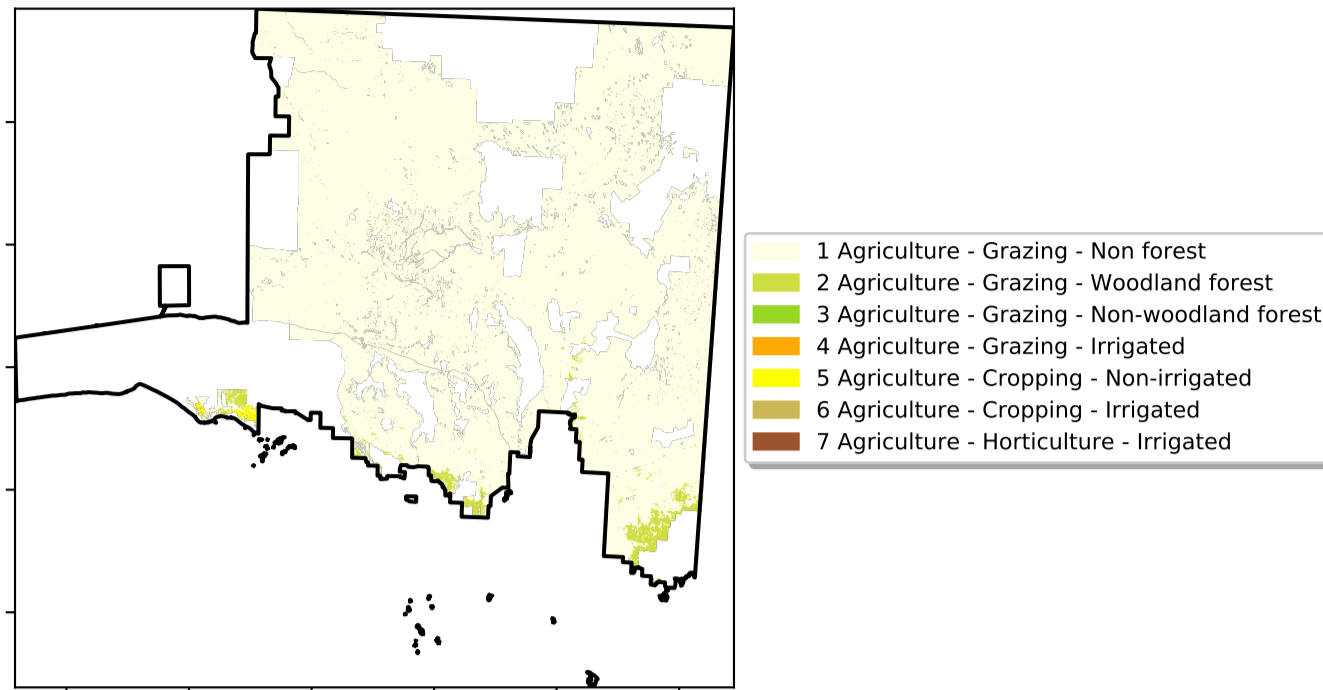 1 Agriculture - Grazing - Non forest
2 Agriculture - Grazing - Woodland forest
3 Agriculture - Grazing - Non-woodland forest
4 Agriculture - Grazing - Irrigated
5 Agriculture - Cropping - Non-irrigated
6 Agriculture - Cropping - Irrigated
7 Agriculture - Horticulture - Irrigated